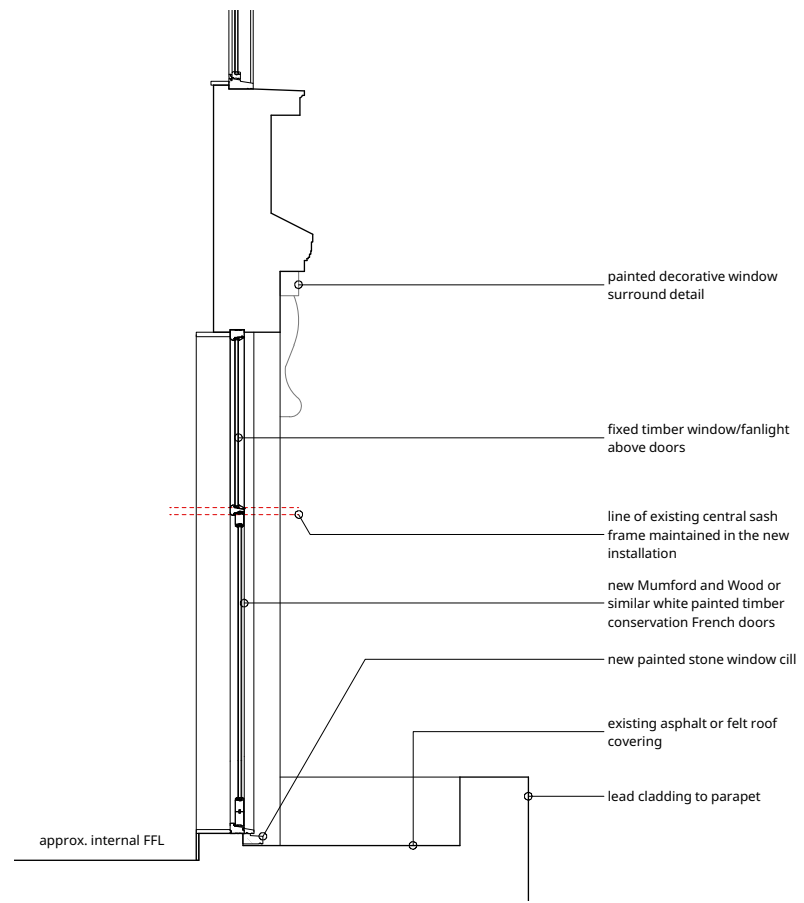 painted decorative window
surround detail
fixed timber window/fanlight
above doors
line of existing central sash
frame maintained in the new
installation
new Mumford and Wood or
similar white painted timber
conservation French doors
new painted stone window cill
existing asphalt or felt roof
covering
lead cladding to parapet
approx. internal FFL